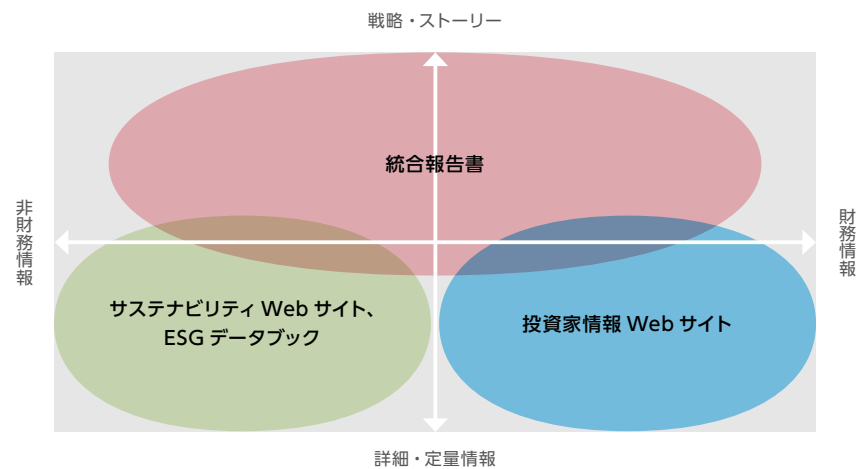 戦略・ストーリー
統合報告書
非財務情報
財務情報
サステナビリティ Web サイト、
ESG データブック
投資家情報 Web サイト
詳細・定量情報